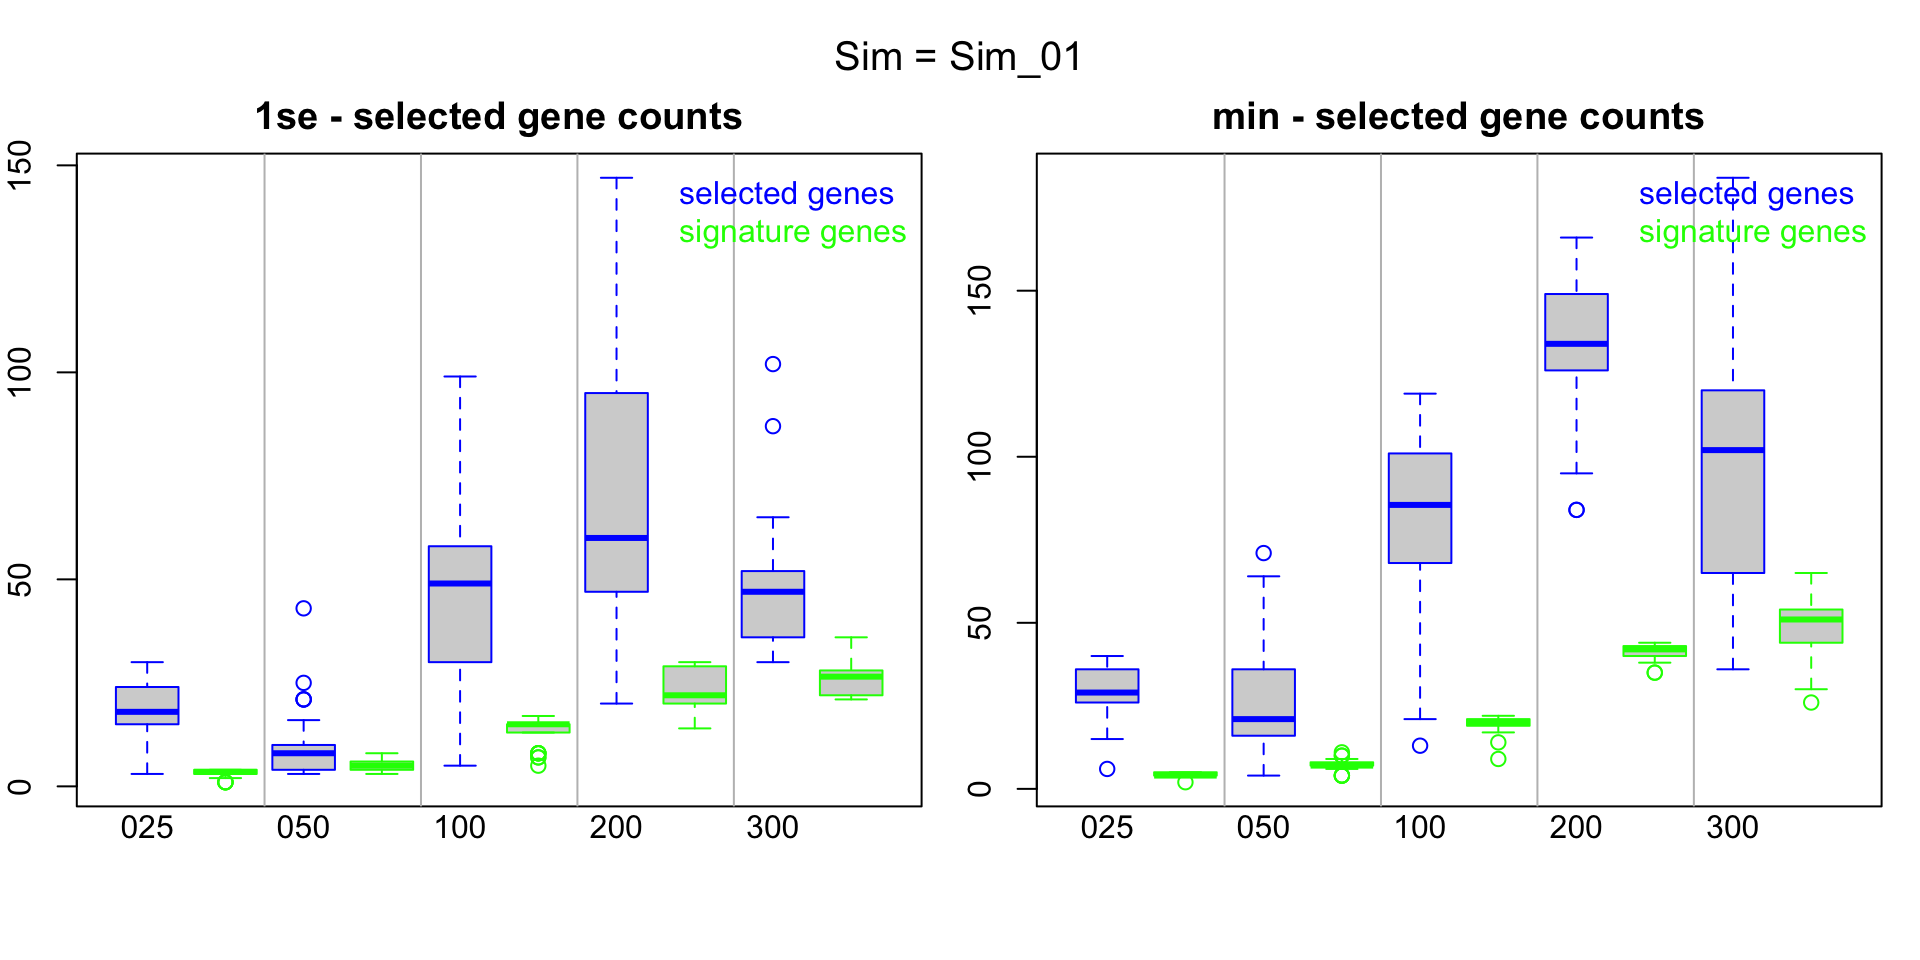 Sim = Sim_01
1se - selected gene counts
150
100
50
0
selected genes
signature genes
025 050 100 200 300
min - selected gene counts
150
100
50
0
selected genes
signature genes
025 050 100 200 300